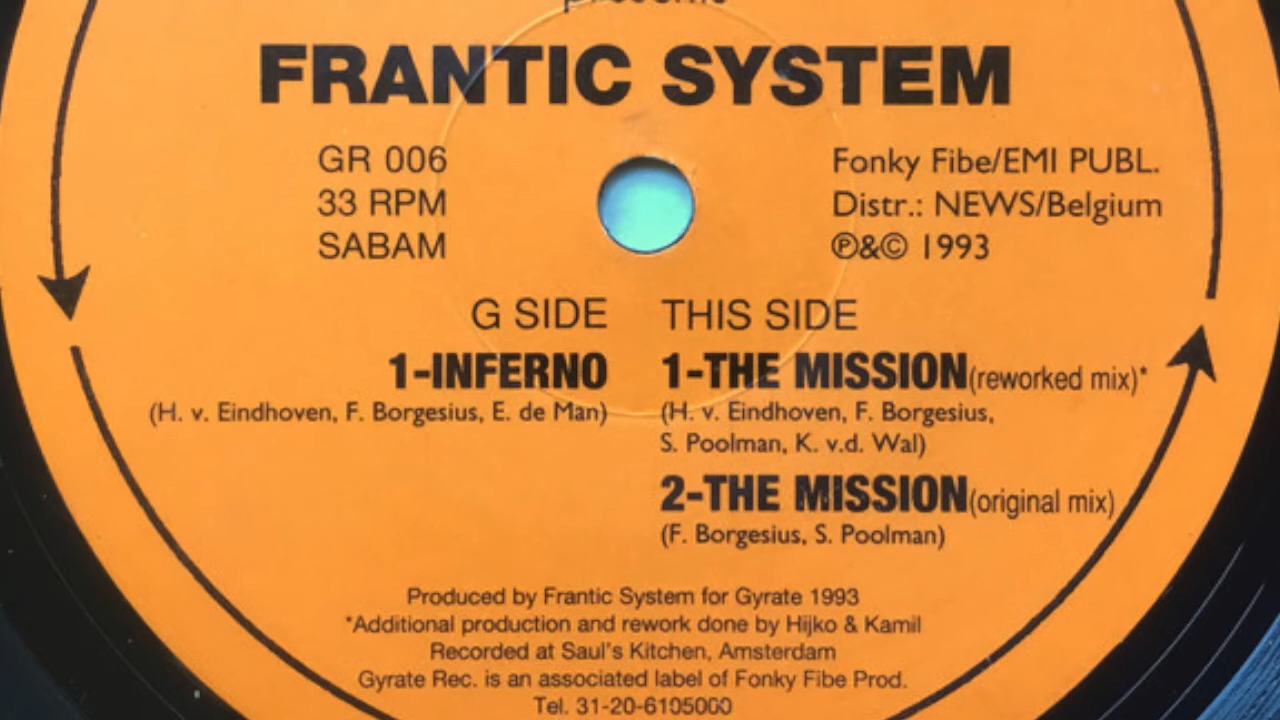 presents
FRANTIC SYSTEM
GR 006
33 RPM
SABAM
Fonky Fibe/EMI PUBL.
Distr.: NEWS/Belgium
℗&© 1993
G SIDE
1-INFERNO
(H. v. Eindhoven, F. Borgesius, E. de Man)
THIS SIDE
1-THE MISSION(reworked mix)*
(H. v. Eindhoven, F. Borgesius,
S. Poolman, K. v.d. Wal)
2-THE MISSION(original mix)
(F. Borgesius, S. Poolman)
Produced by Frantic System for Gyrate 1993
*Additional production and rework done by Hijko & Kamil
Recorded at Saul's Kitchen, Amsterdam
Gyrate Rec. is an associated label of Fonky Fibe Prod.
Tel. 31-20-6105000